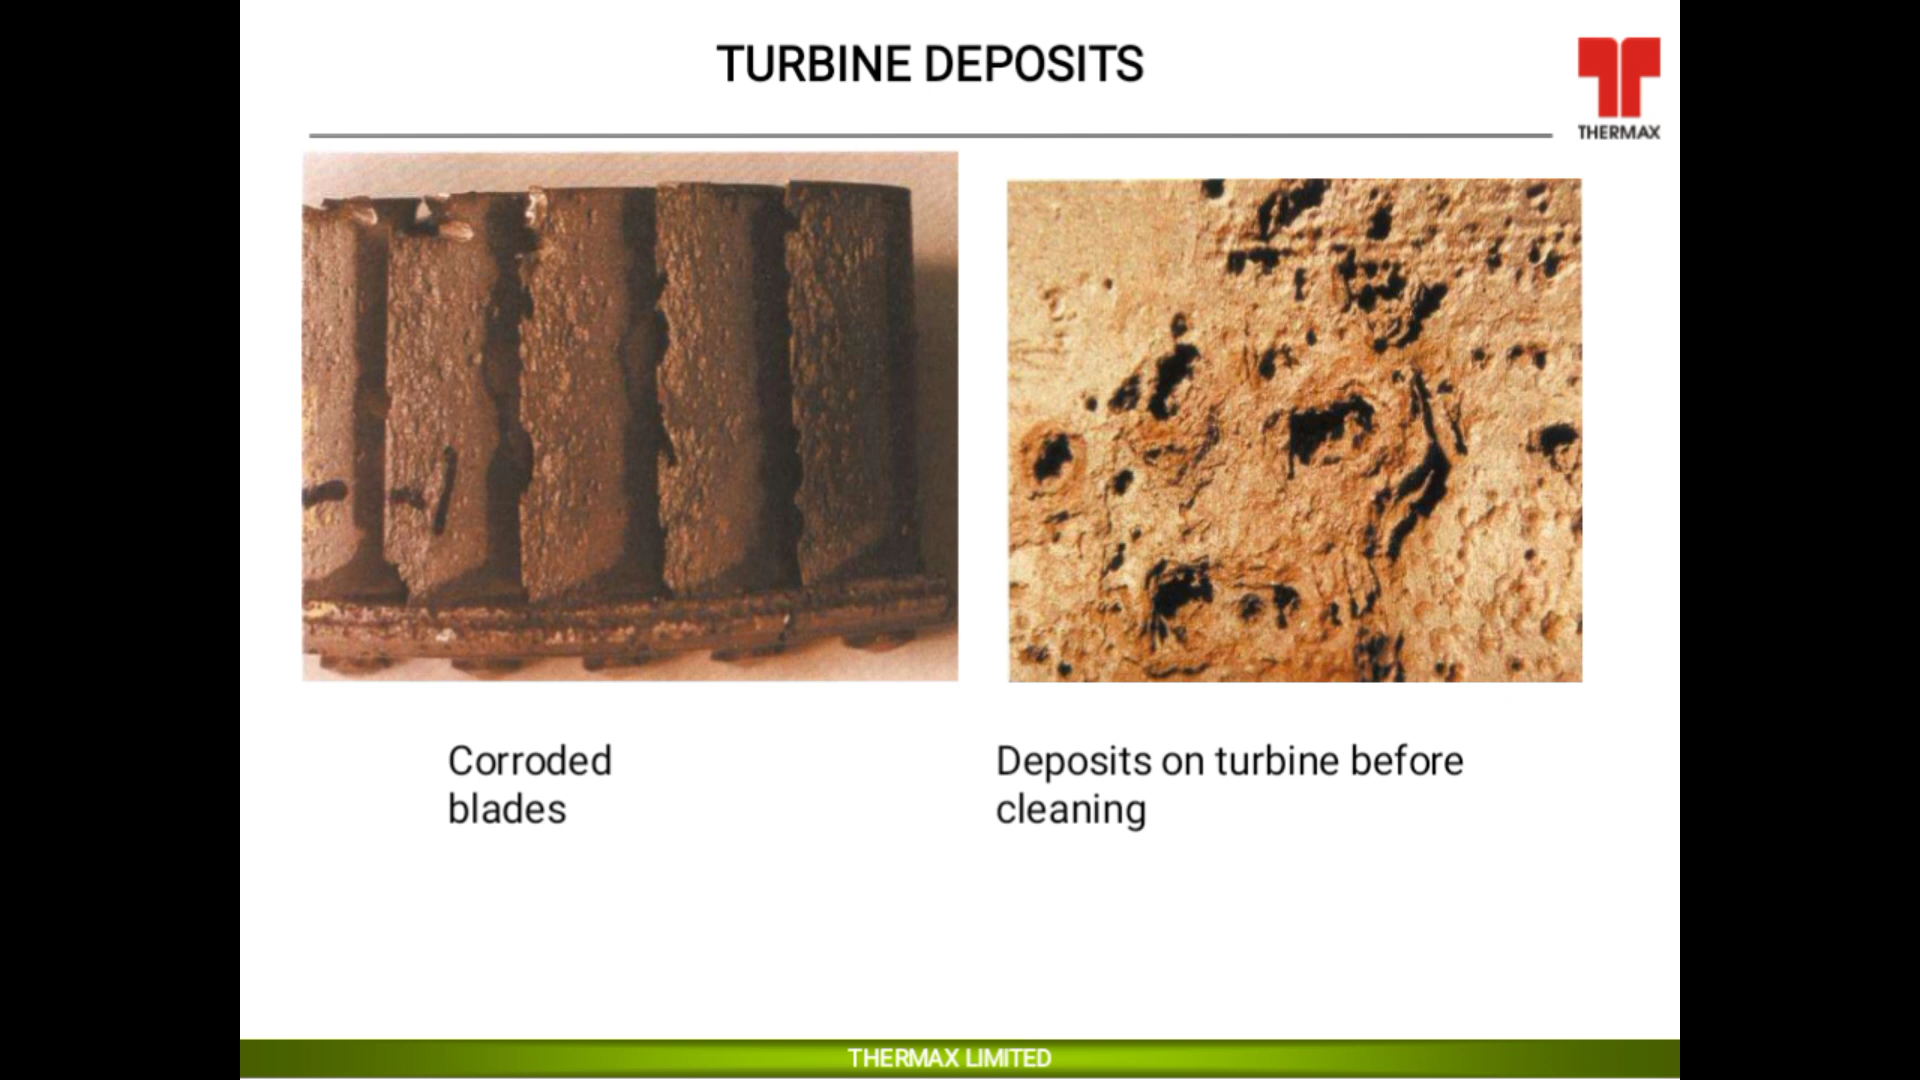 TURBINE DEPOSITS
THERMAX
Corroded
blades
Deposits on turbine before
cleaning
THERMAX LIMITED